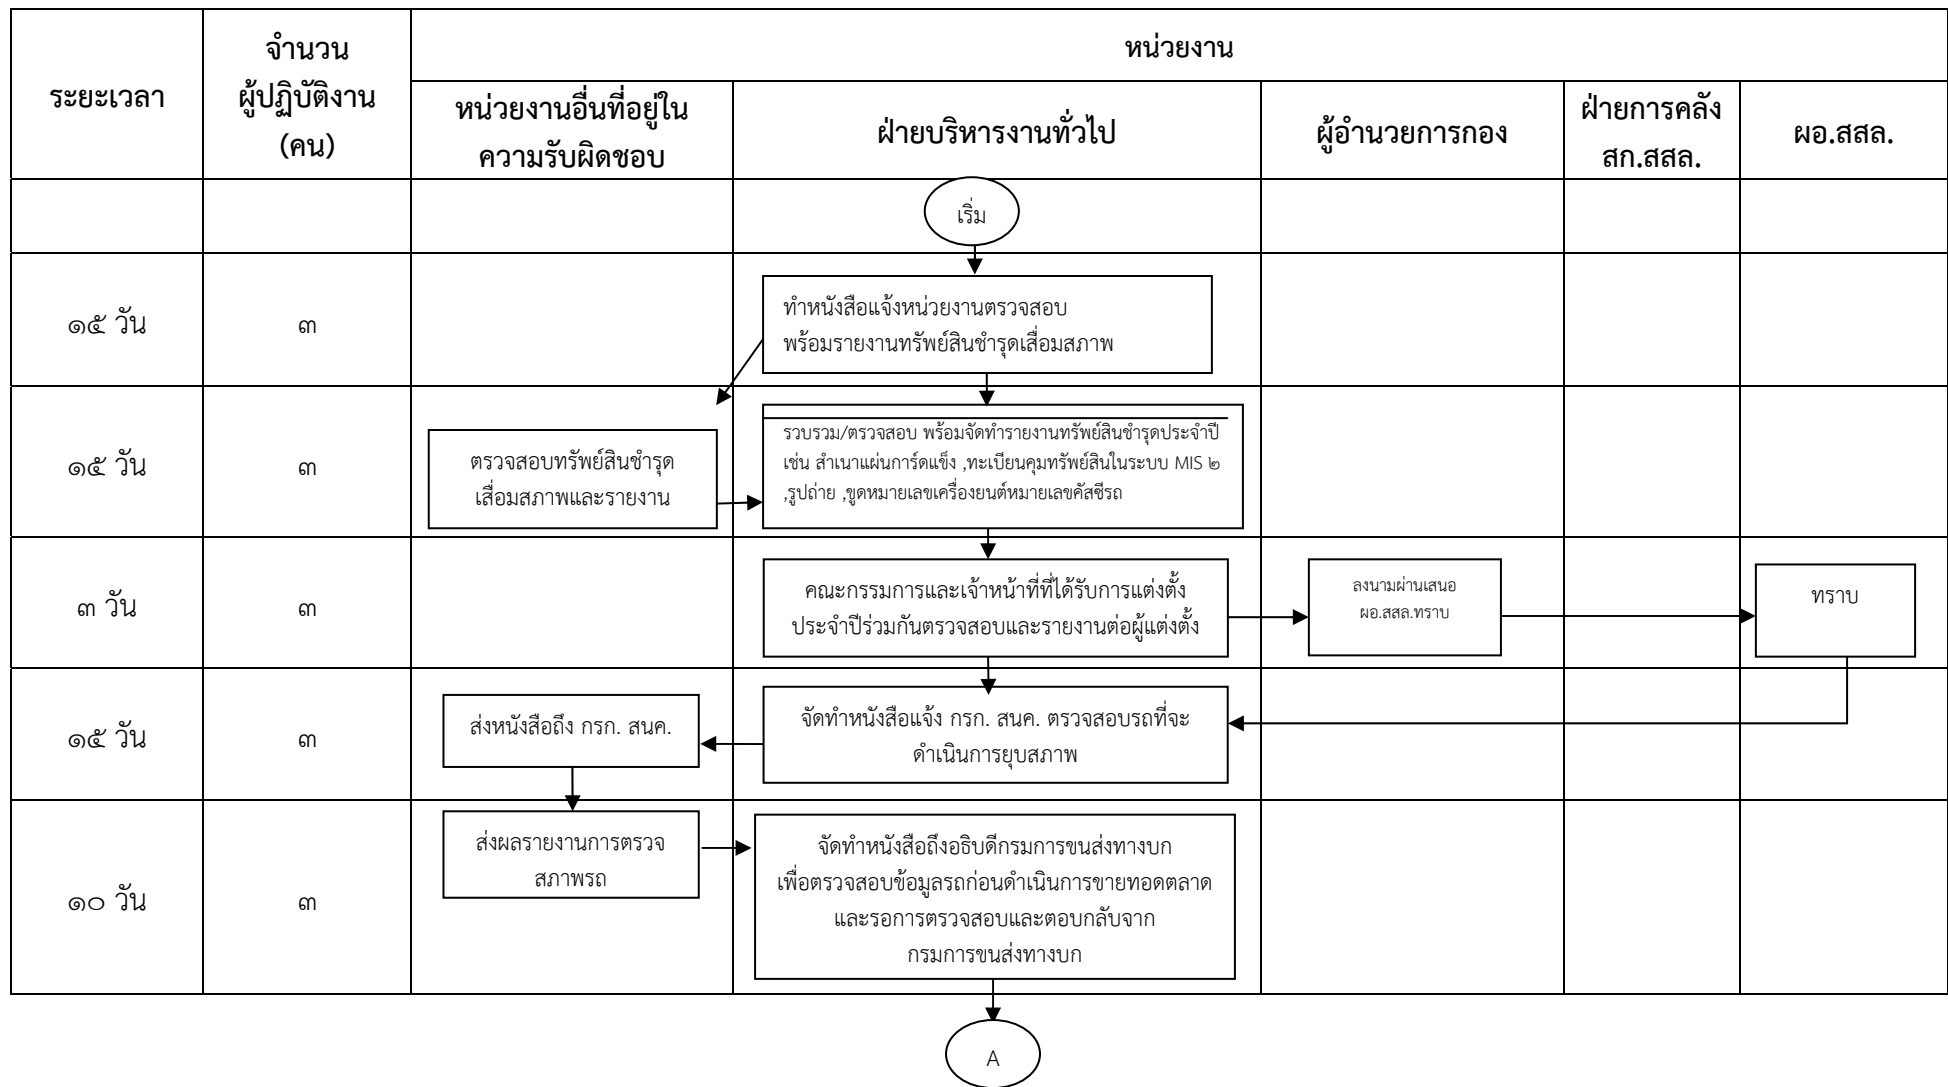 ระยะเวลา
จำนวน
ผู้ปฏิบัติงาน
(คน)
หน่วยงาน
หน่วยงานอื่นที่อยู่ใน
ความรับผิดชอบ
ฝ่ายบริหารงานทั่วไป
ผู้อำนวยการกอง
ฝ่ายการคลัง
สก.สสล.
ผอ.สสล.
เริ่ม
๑๕ วัน
๓
ทำหนังสือแจ้งหน่วยงานตรวจสอบ
พร้อมรายงานทรัพย์สินชำรุดเสื่อมสภาพ
๑๕ วัน
๓
ตรวจสอบทรัพย์สินชำรุด
เสื่อมสภาพและรายงาน
รวบรวม/ตรวจสอบ พร้อมจัดทำรายงานทรัพย์สินชำรุดประจำปี
เช่น สำเนาแผ่นการ์ดแข็ง ,ทะเบียนคุมทรัพย์สินในระบบ MIS ๒
,รูปถ่าย ,ขูดหมายเลขเครื่องยนต์หมายเลขคัสซีรถ
๓ วัน
๓
คณะกรรมการและเจ้าหน้าที่ที่ได้รับการแต่งตั้ง
ประจำปีร่วมกันตรวจสอบและรายงานต่อผู้แต่งตั้ง
ลงนามผ่านเสนอ
ผอ.สสล.ทราบ
ทราบ
๑๕ วัน
๓
ส่งหนังสือถึง กรก. สนค.
จัดทำหนังสือแจ้ง กรก. สนค. ตรวจสอบรถที่จะ
ดำเนินการยุบสภาพ
๑๐ วัน
๓
ส่งผลรายงานการตรวจ
สภาพรถ
จัดทำหนังสือถึงอธิบดีกรมการขนส่งทางบก
เพื่อตรวจสอบข้อมูลรถก่อนดำเนินการขายทอดตลาด
และรอการตรวจสอบและตอบกลับจาก
กรมการขนส่งทางบก
A